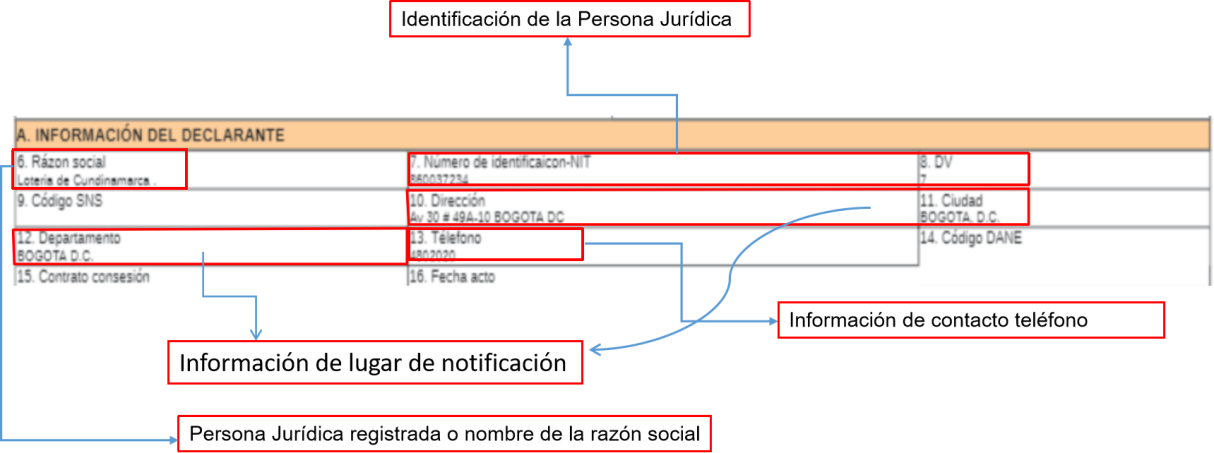 Identificación de la Persona Jurídica
A. INFORMACIÓN DEL DECLARANTE
6. Rázon social
Loteria de Cundinamarca .
7. Número de identificaicon-NIT
860037234
8. DV
7
9. Código SNS
10. Dirección
Av 30 # 49A-10 BOGOTA DC
11. Ciudad
BOGOTA, D.C.
12. Departamento
BOGOTA D.C.
13. Télefono
4802020
14. Código DANE
15. Contrato consesión
16. Fecha acto
Información de contacto teléfono
Información de lugar de notificación
Persona Jurídica registrada o nombre de la razón social